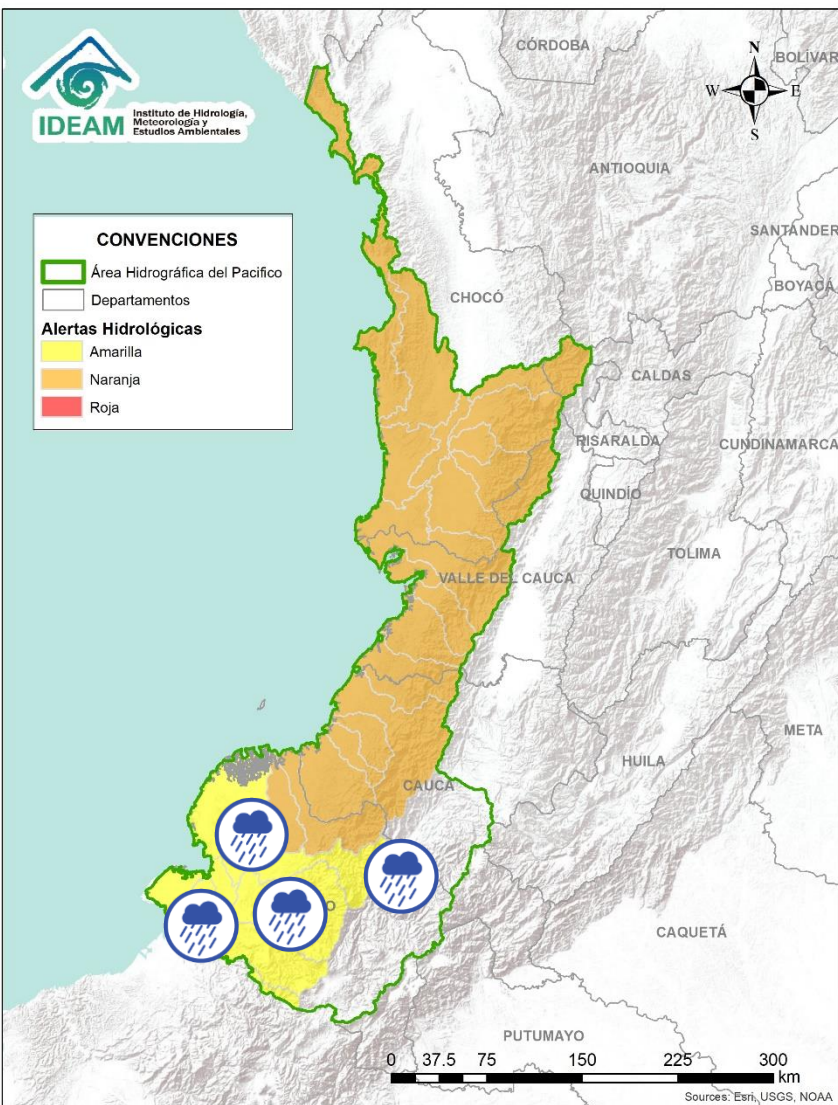 IDEAM
Instituto de Hidrología,
Meteorología y
Estudios Ambientales
CÓRDOBA
BOLÍVAR
N
W
E
S
ANTIOQUIA
SANTANDER
BOYACÁ
CONVENCIONES
Área Hidrográfica del Pacifico
Departamentos
Alertas Hidrológicas
Amarilla
Naranja
Roja
CHOCÓ
CALDAS
RISARALDA
CUNDINAMARCA
QUINDÍO
TOLIMA
VALLE DEL CAUCA
META
HUILA
CAUCA
O
CAQUETÁ
PUTUMAYO
0 37.5 75 150 225 300
km
Sources: Esri, USGS, NOAA